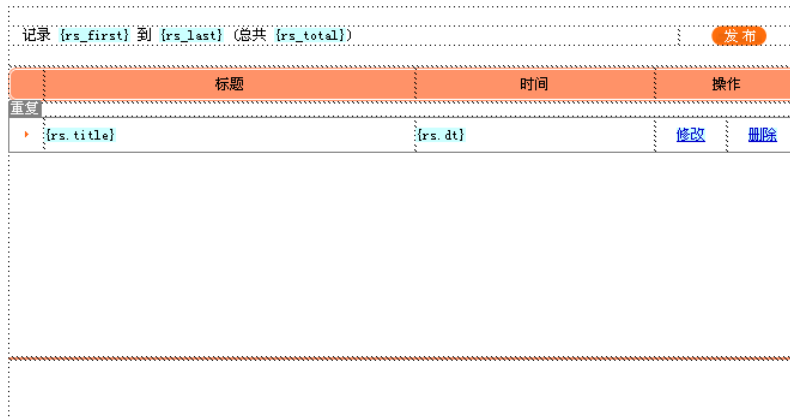 记录 {rs_first} 到 {rs_last} (总共 {rs_total}) 发布
标题 时间 操作
重复
{rs.title} {rs.dt} 修改 删除